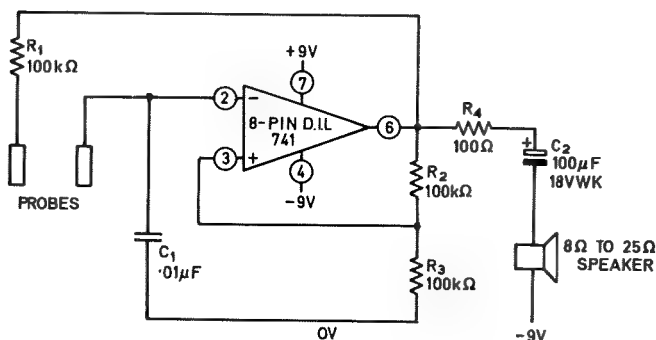 R1
100kΩ
PROBES
C1
·01μF
2
3
+9V
7
8-PIN D.I.L
741
4
-9V
6
R4
100Ω
R2
100kΩ
R3
100kΩ
0V
+
C2
100μF
18VWK
8Ω TO 25Ω
SPEAKER
-9V